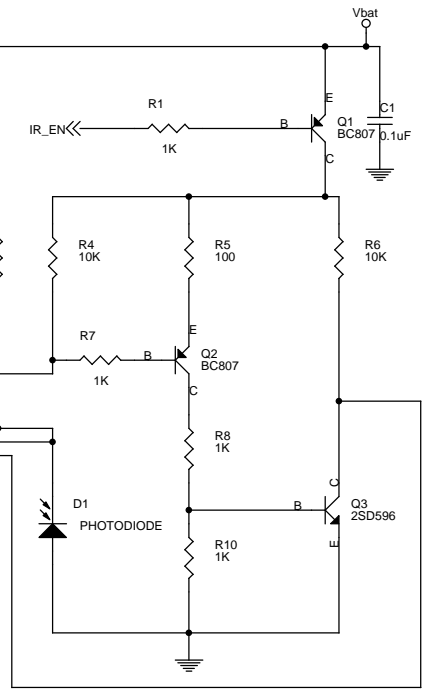 Vbat
R1
E
C1
IR_EN
B
Q1
BC807
0.1uF
1K
C
R4
10K
R5
100
R6
10K
R7
E
Q2
BC807
B
1K
C
R8
1K
C
D1
B
Q3
2SD596
PHOTODIODE
E
R10
1K